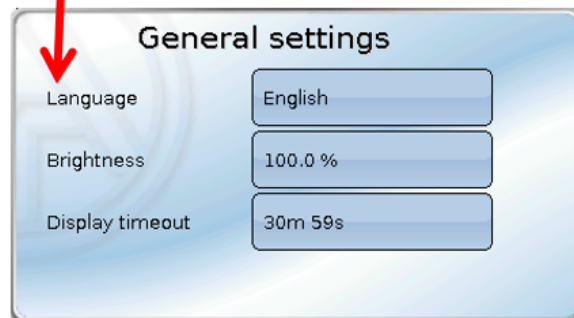 General settings
Language English
Brightness 100.0 %
Display timeout 30m 59s